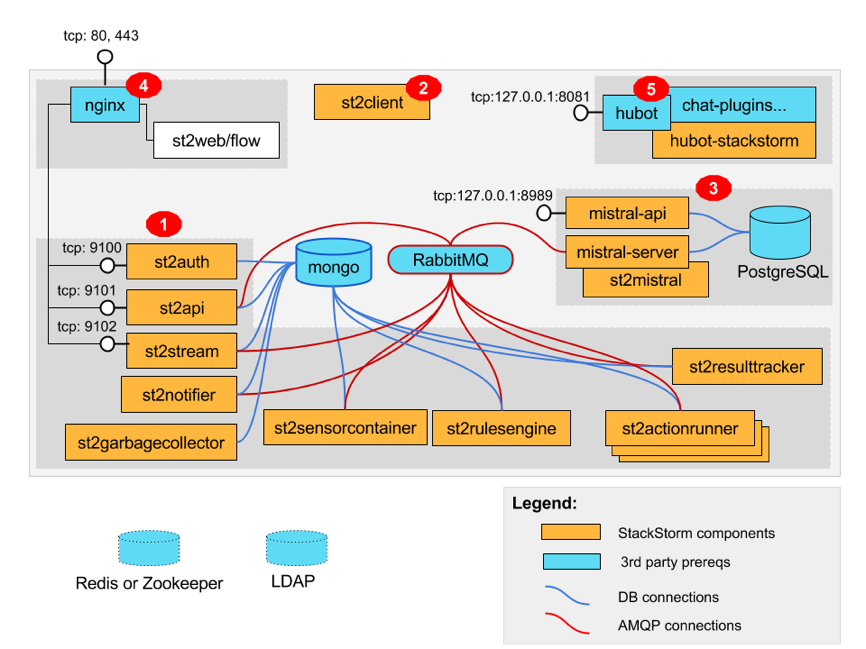 tcp: 80, 443
4
nginx
st2web/flow
2
st2client
tcp:127.0.0.1:8081
5
hubot
chat-plugins...
hubot-stackstorm
3
tcp:127.0.0.1:8989
mistral-api
mistral-server
st2mistral
PostgreSQL
1
tcp: 9100
st2auth
tcp: 9101
st2api
tcp: 9102
st2stream
st2notifier
st2garbagecollector
mongo
RabbitMQ
st2resulttracker
st2sensorcontainer
st2rulesengine
st2actionrunner
Redis or Zookeeper
LDAP
Legend:
StackStorm components
3rd party prereqs
DB connections
AMQP connections